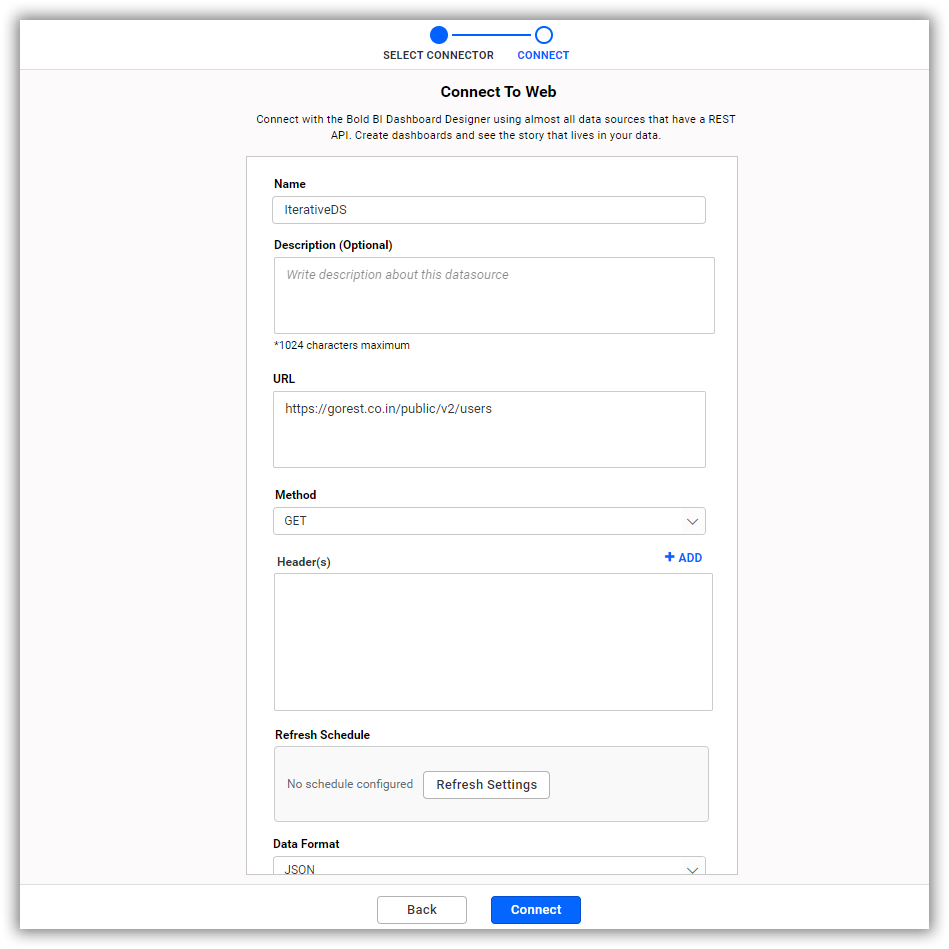 SELECT CONNECTOR CONNECT
Connect To Web
Connect with the Bold BI Dashboard Designer using almost all data sources that have a REST
API. Create dashboards and see the story that lives in your data.
Name
IterativeDS
Description (Optional)
Write description about this datasource
*1024 characters maximum
URL
https://gorest.co.in/public/v2/users
Method
GET
Header(s)
+ ADD
Refresh Schedule
No schedule configured Refresh Settings
Data Format
JSON
Back Connect